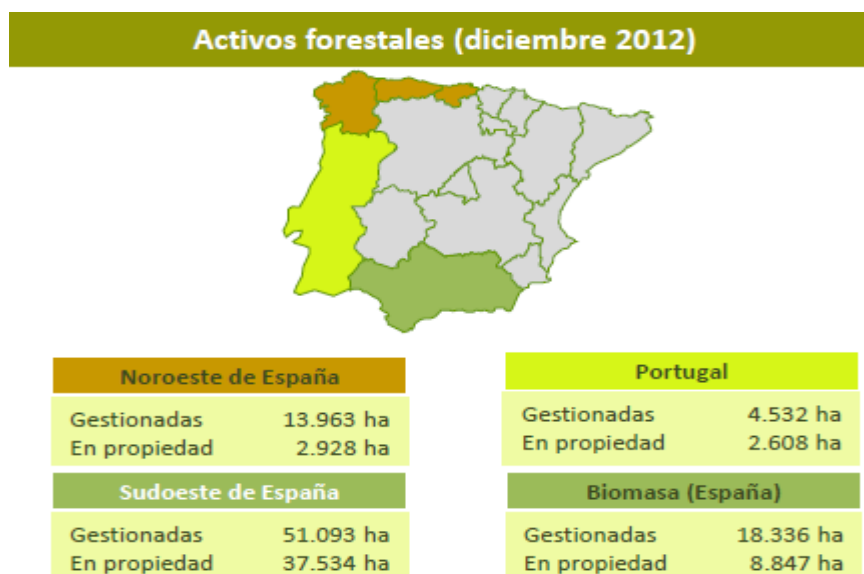 Activos forestales (diciembre 2012)
Noroeste de España
Gestionadas 13.963 ha
En propiedad 2.928 ha
Portugal
Gestionadas 4.532 ha
En propiedad 2.608 ha
Sudoeste de España
Gestionadas 51.093 ha
En propiedad 37.534 ha
Biomasa (España)
Gestionadas 18.336 ha
En propiedad 8.847 ha